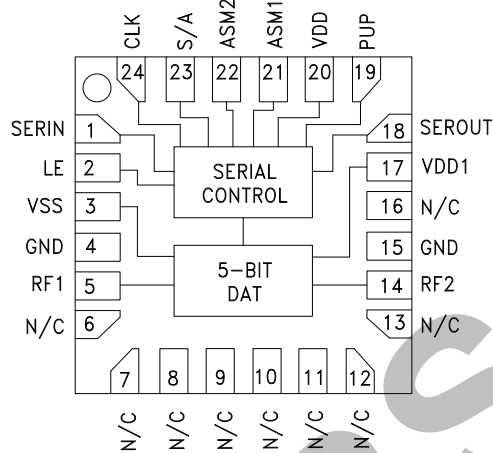 CLK
S/A
ASM2
ASM1
VDD
PUP
24
23
22
21
20
19
SERIN 1
18 SEROUT
LE 2
17 VDD1
SERIAL
CONTROL
VSS 3
16 N/C
GND 4
15 GND
5-BIT
DAT
RF1 5
14 RF2
N/C 6
13 N/C
7
8
9
10
11
12
N/C
N/C
N/C
N/C
N/C
N/C